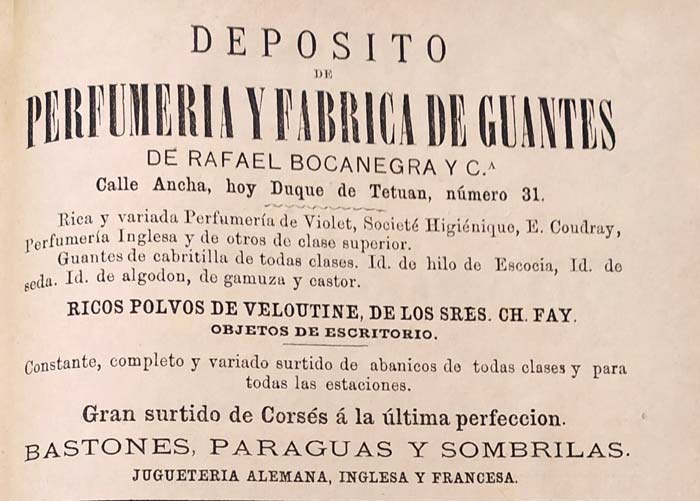 DEPOSITO
DE
PERFUMERIA Y FABRICA DE GUANTES
DE RAFAEL BOCANEGRA Y C.ᴬ
Calle Ancha, hoy Duque de Tetuan, número 31.
Rica y variada Perfumería de Violet, Societé Higiénique, E. Coudray,
Perfumería Inglesa y de otros de clase superior.
Guantes de cabritilla de todas clases. Id. de hilo de Escocia, Id. de
seda. Id. de algodon, de gamuza y castor.
RICOS POLVOS DE VELOUTINE, DE LOS SRES. CH. FAY.
OBJETOS DE ESCRITORIO.
Constante, completo y variado surtido de abanicos de todas clases y para
todas las estaciones.
Gran surtido de Corsés á la última perfeccion.
BASTONES, PARAGUAS Y SOMBRILAS.
JUGUETERIA ALEMANA, INGLESA Y FRANCESA.